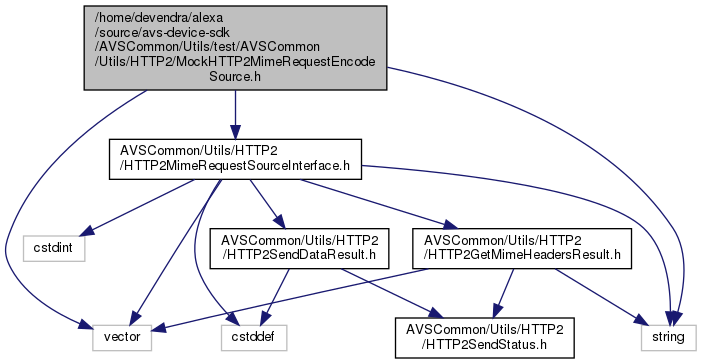 /home/devendra/alexa
/source/avs-device-sdk
/AVSCommon/Utils/test/AVSCommon
/Utils/HTTP2/MockHTTP2MimeRequestEncode
Source.h
AVSCommon/Utils/HTTP2
/HTTP2MimeRequestSourceInterface.h
cstdint
AVSCommon/Utils/HTTP2
/HTTP2SendDataResult.h
AVSCommon/Utils/HTTP2
/HTTP2GetMimeHeadersResult.h
vector
cstddef
AVSCommon/Utils/HTTP2
/HTTP2SendStatus.h
string